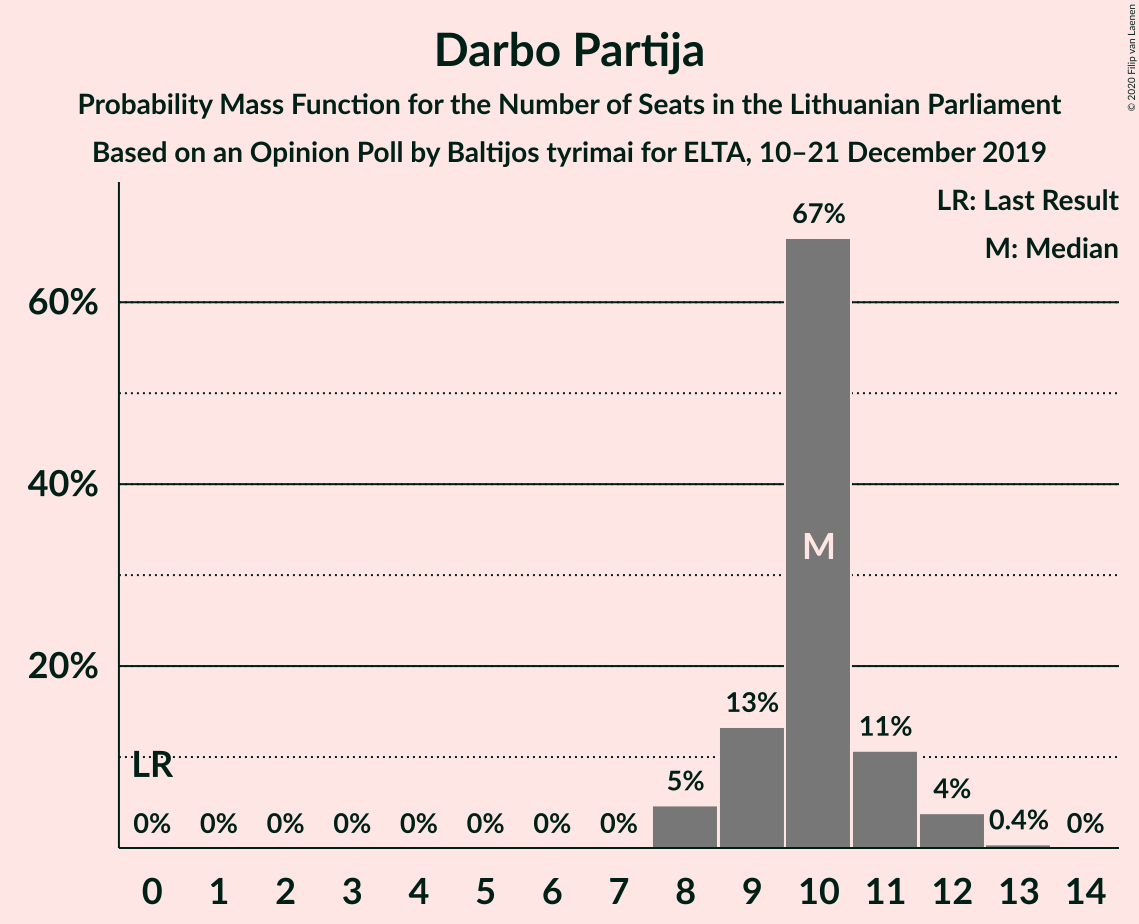 Darbo Partija
Probability Mass Function for the Number of Seats in the Lithuanian Parliament
Based on an Opinion Poll by Baltijos tyrimai for ELTA, 10–21 December 2019
© 2020 Filip van Laenen
LR: Last Result
M: Median
67%
60%
40%
M
20%
13%
11%
LR
5%
4%
0% 0% 0% 0% 0% 0% 0% 0% 0.4% 0%
0 1 2 3 4 5 6 7 8 9 10 11 12 13 14